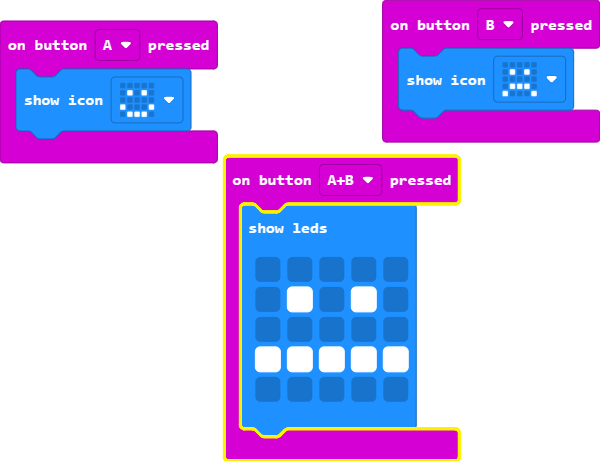 on button A pressed
show icon
on button B pressed
show icon
on button A+B pressed
show leds